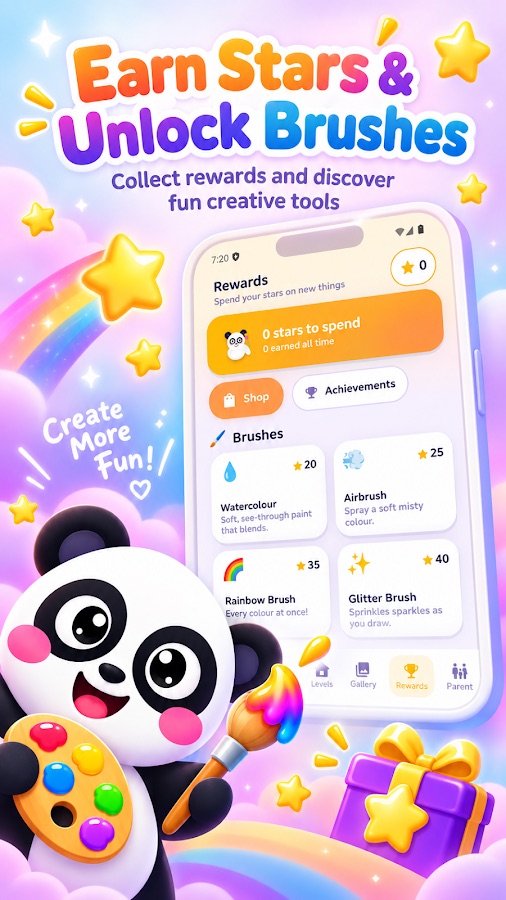 Earn Stars &
Unlock Brushes
Collect rewards and discover
fun creative tools
7:20
Rewards
Spend your stars on new things
0
0 stars to spend
0 earned all time
Shop
Achievements
Brushes
20
Watercolour
Soft, see-through paint
that blends.
25
Airbrush
Spray a soft misty
colour.
35
Rainbow Brush
Every colour at once!
40
Glitter Brush
Sprinkles sparkles as
you draw.
Levels
Gallery
Rewards
Parent
Create
More
Fun!